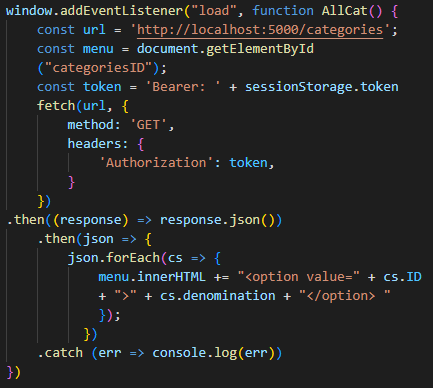 window.addEventListener("load", function AllCat() {
    const url = 'http://localhost:5000/categories';
    const menu = document.getElementById
    ("categoriesID");
    const token = 'Bearer: ' + sessionStorage.token
    fetch(url, {
        method: 'GET',
        headers: {
            'Authorization': token,
        }
    })
.then((response) => response.json())
    .then(json => {
        json.forEach(cs => {
            menu.innerHTML += "<option value=" + cs.ID
            + ">" + cs.denomination + "</option> "
            });
          })
    .catch (err => console.log(err))
})